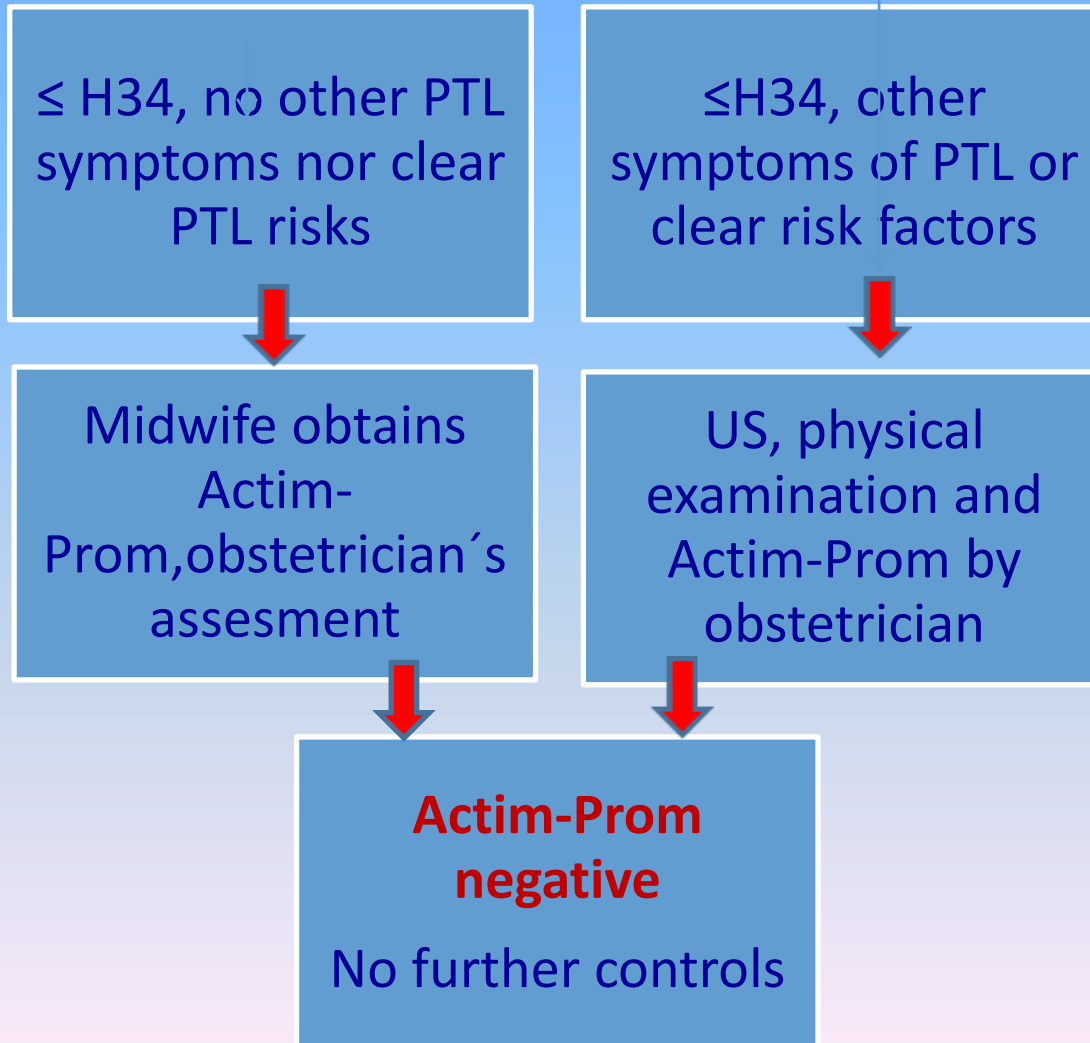 ≤ H34, no other PTL
symptoms nor clear
PTL risks
≤H34, other
symptoms of PTL or
clear risk factors
Midwife obtains
Actim-
Prom,obstetrician´s
assesment
US, physical
examination and
Actim-Prom by
obstetrician
Actim-Prom
negative
No further controls